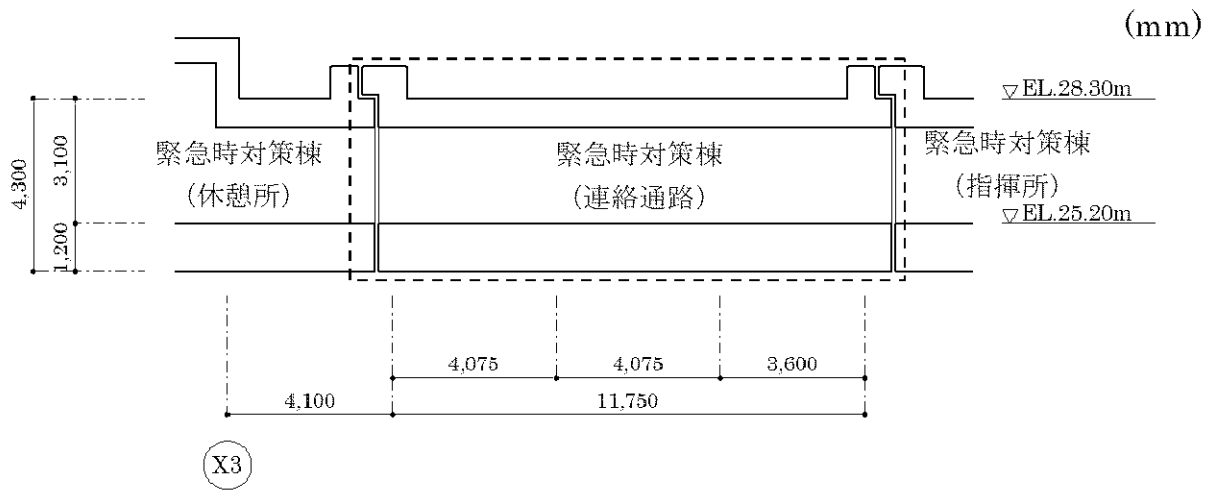 (mm)
▽EL.28.30m
緊急時対策棟
(休憩所)
緊急時対策棟
(連絡通路)
緊急時対策棟
(指揮所)
▽EL.25.20m
4,300
3,100
1,200
4,075
4,075
3,600
4,100
11,750
X3